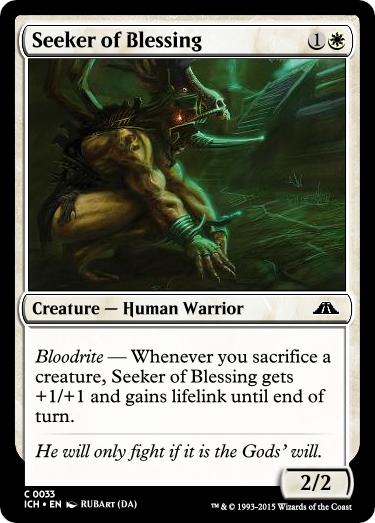 Seeker of Blessing 1
Creature — Human Warrior
Bloodrite — Whenever you sacrifice a
creature, Seeker of Blessing gets
+1/+1 and gains lifelink until end of
turn.
He will only fight if it is the Gods' will.
2/2
C 0033
ICH • EN RUBArt (DA)
™ & © 1993-2015 Wizards of the Coast